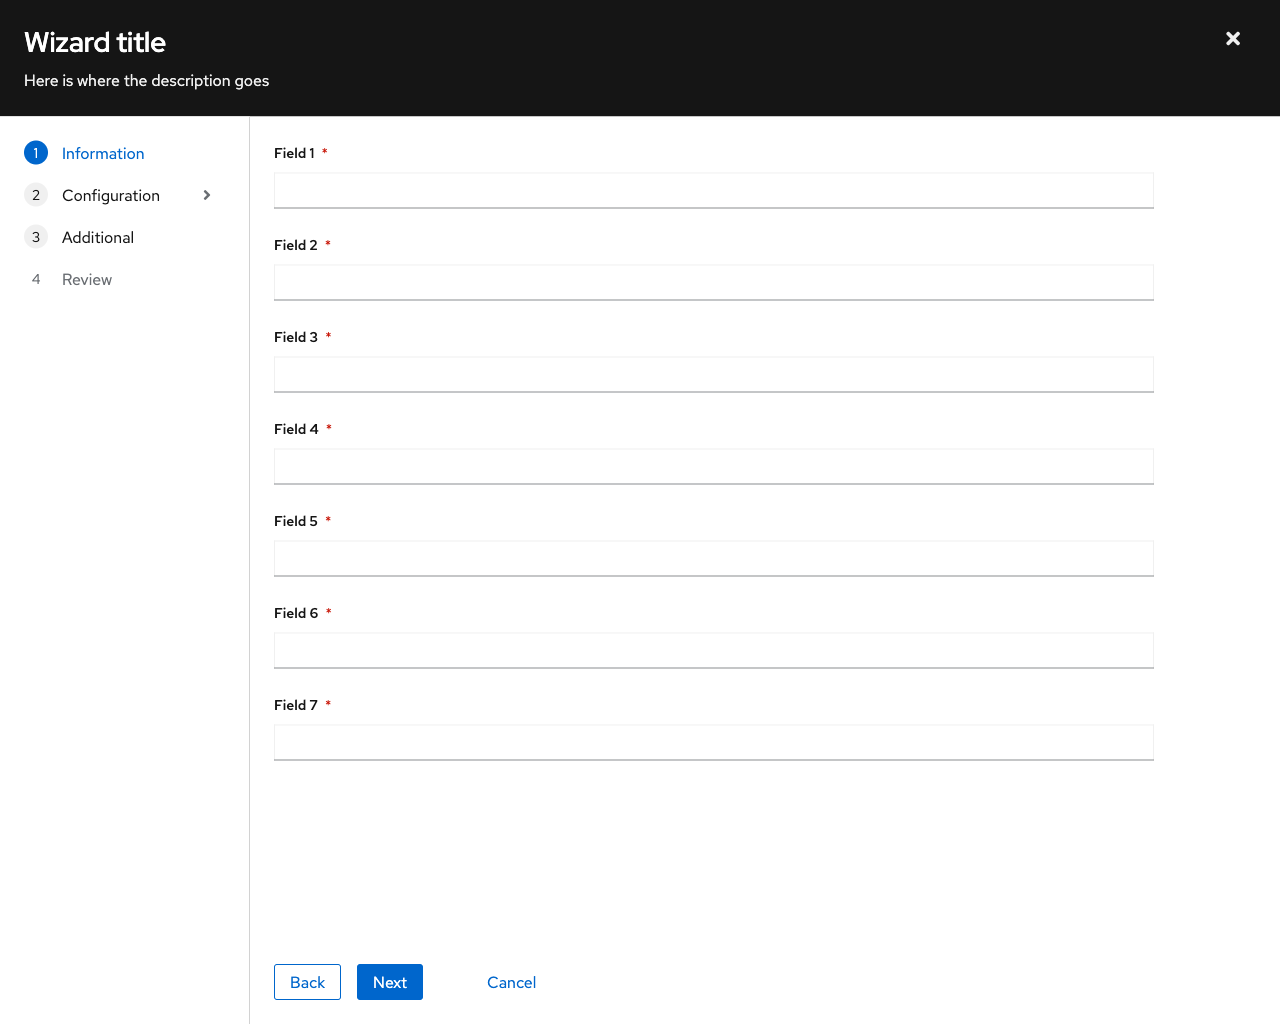 Wizard title
Here is where the description goes
1 Information
2 Configuration
3 Additional
4 Review
Field 1 *
Field 2 *
Field 3 *
Field 4 *
Field 5 *
Field 6 *
Field 7 *
Back Next Cancel